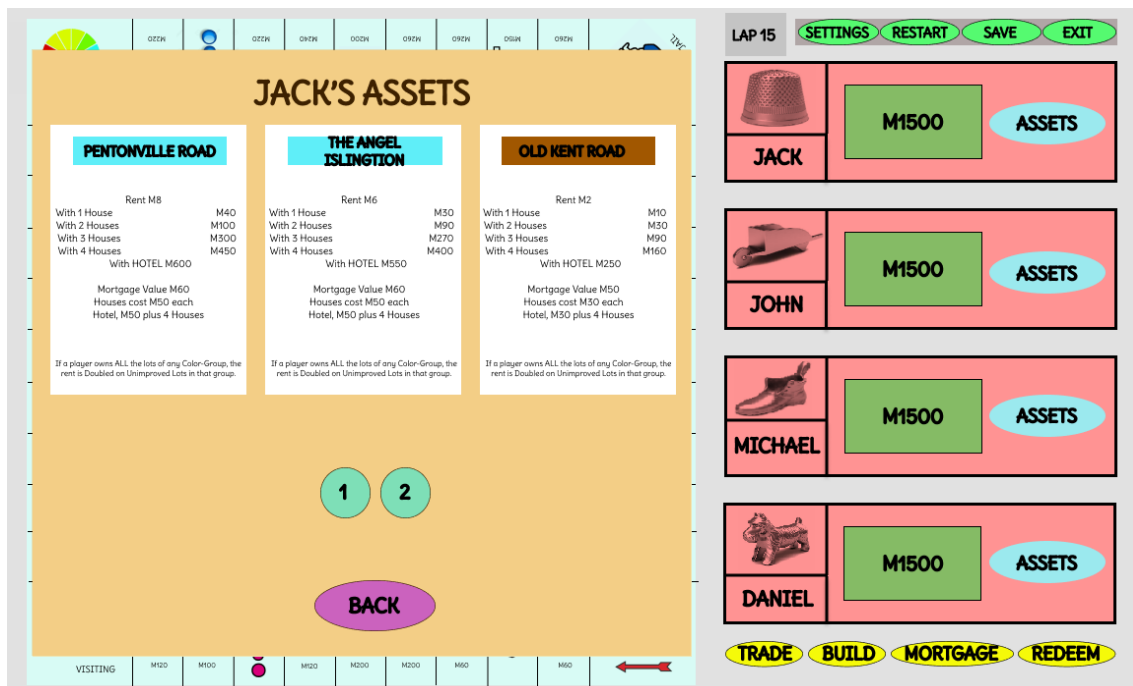 M220
M220
M240
M200
M260
M260
M150
M260
JAIL
LAP 15
SETTINGS
RESTART
SAVE
EXIT
JACK'S ASSETS
PENTONVILLE ROAD
Rent M8
With 1 House M40
With 2 Houses M100
With 3 Houses M300
With 4 Houses M450
With HOTEL M600
Mortgage Value M60
Houses cost M50 each
Hotel, M50 plus 4 Houses
If a player owns ALL the lots of any Color-Group, the
rent is Doubled on Unimproved Lots in that group.
THE ANGEL
ISLINGTION
Rent M6
With 1 House M30
With 2 Houses M90
With 3 Houses M270
With 4 Houses M400
With HOTEL M550
Mortgage Value M60
Houses cost M50 each
Hotel, M50 plus 4 Houses
If a player owns ALL the lots of any Color-Group, the
rent is Doubled on Unimproved Lots in that group.
OLD KENT ROAD
Rent M2
With 1 House M10
With 2 Houses M30
With 3 Houses M90
With 4 Houses M160
With HOTEL M250
Mortgage Value M50
Houses cost M30 each
Hotel, M30 plus 4 Houses
If a player owns ALL the lots of any Color-Group, the
rent is Doubled on Unimproved Lots in that group.
1
2
BACK
VISITING
M120
M100
M120
M200
M200
M60
M60
JACK
M1500
ASSETS
JOHN
M1500
ASSETS
MICHAEL
M1500
ASSETS
DANIEL
M1500
ASSETS
TRADE
BUILD
MORTGAGE
REDEEM